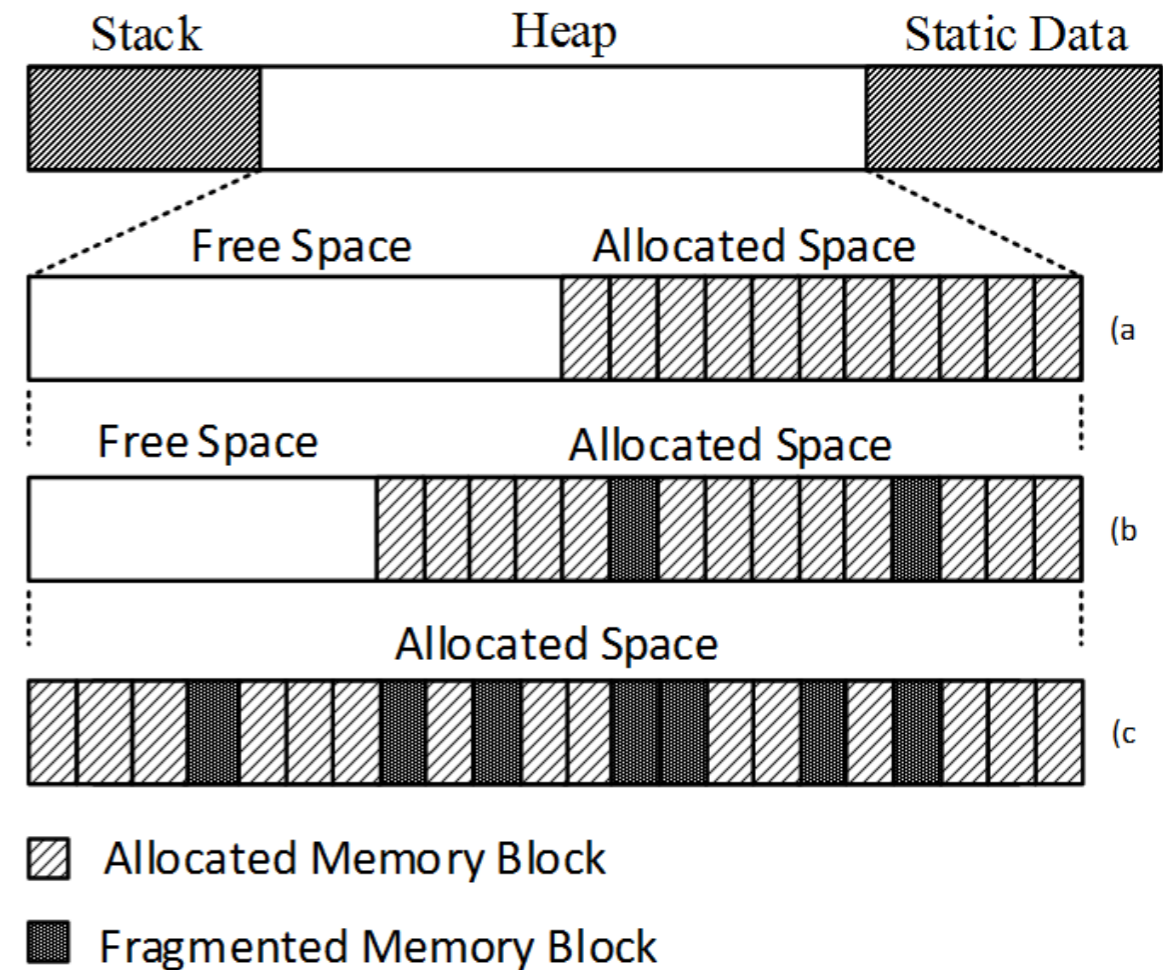 Stack Heap Static Data
Free Space Allocated Space
(a
Free Space Allocated Space
(b
Allocated Space
(c
Allocated Memory Block
Fragmented Memory Block